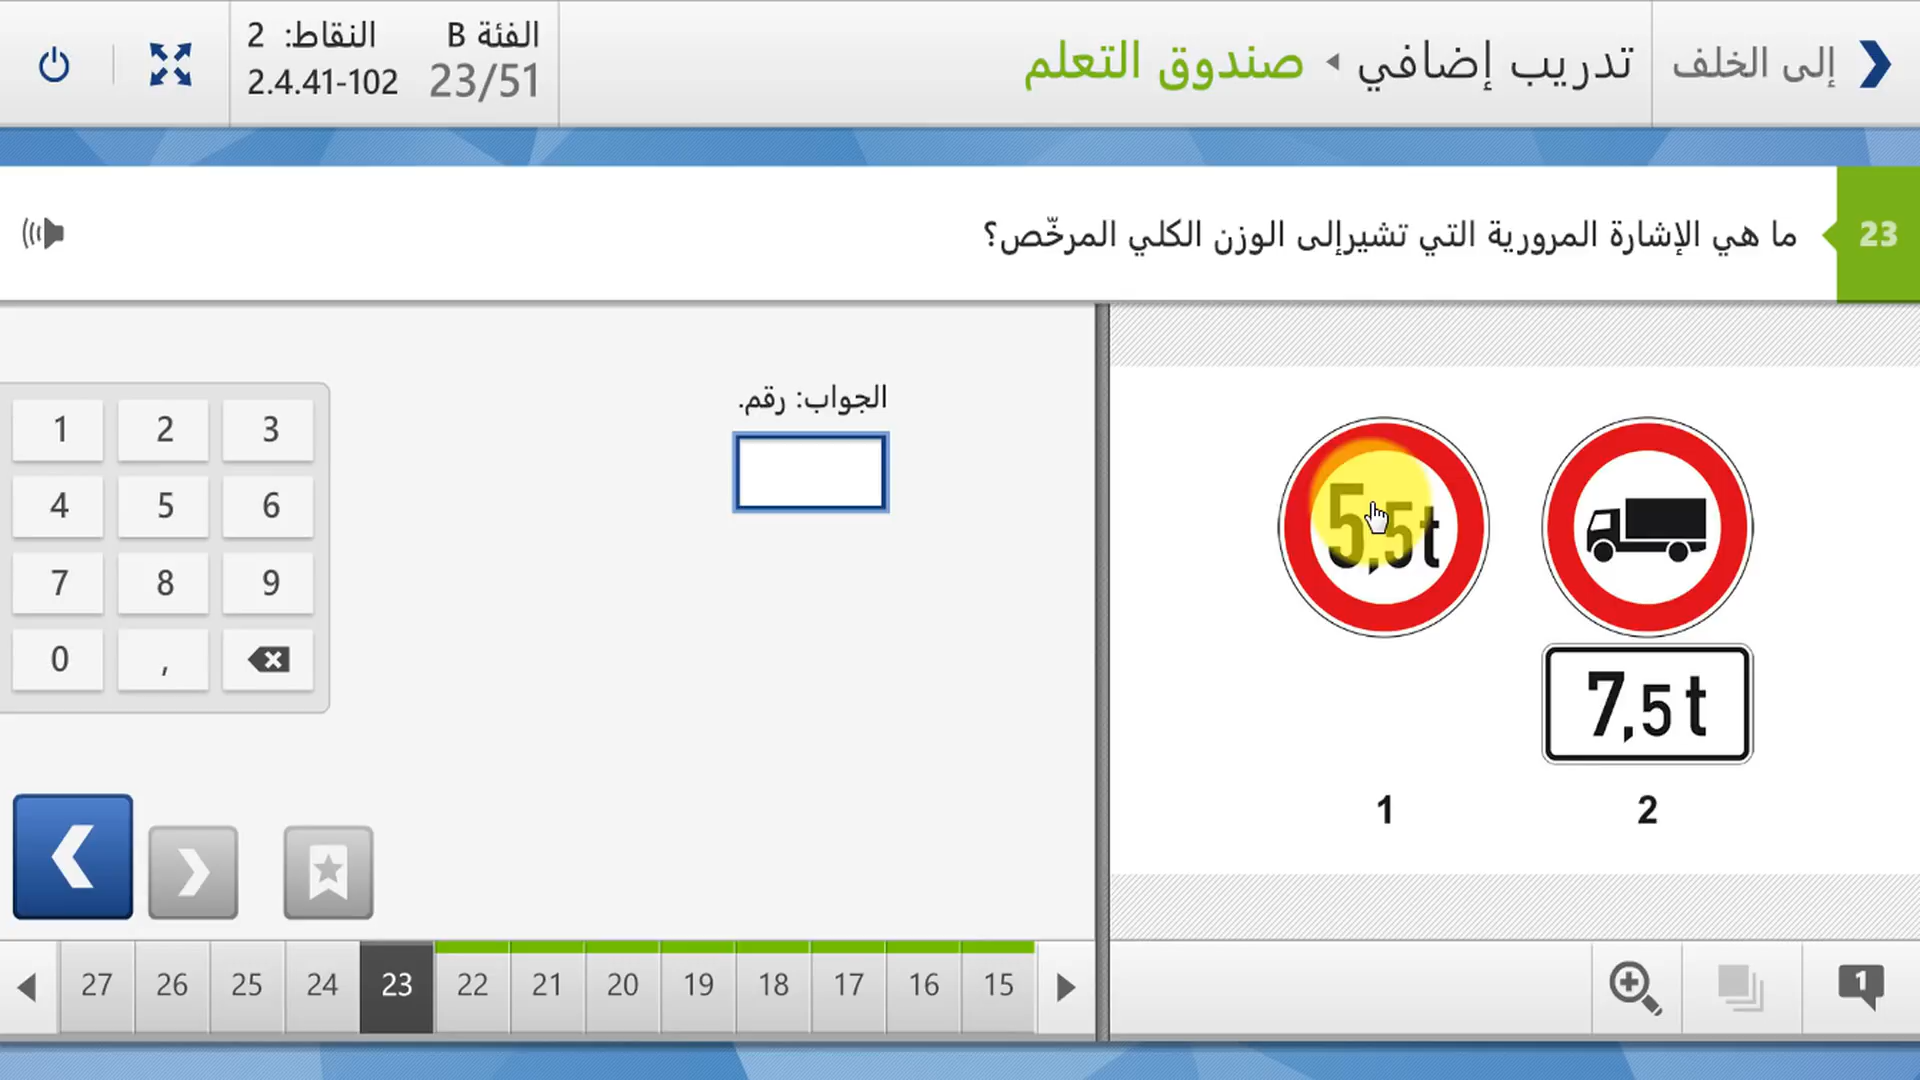 إلى الخلف
تدريب إضافي
صندوق التعلم
الفئة B
النقاط: 2
23/51
2.4.41-102
23
ما هي الإشارة المرورية التي تشيرإلى الوزن الكلي المرخّص؟
الجواب: رقم.
1 2 3
4 5 6
7 8 9
0 ,
5,5t
7,5t
1 2
27 26 25 24 23 22 21 20 19 18 17 16 15
1